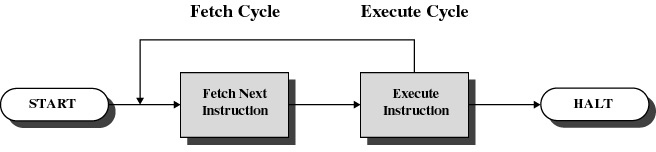 Fetch Cycle
Execute Cycle
START
Fetch Next
Instruction
Execute
Instruction
HALT